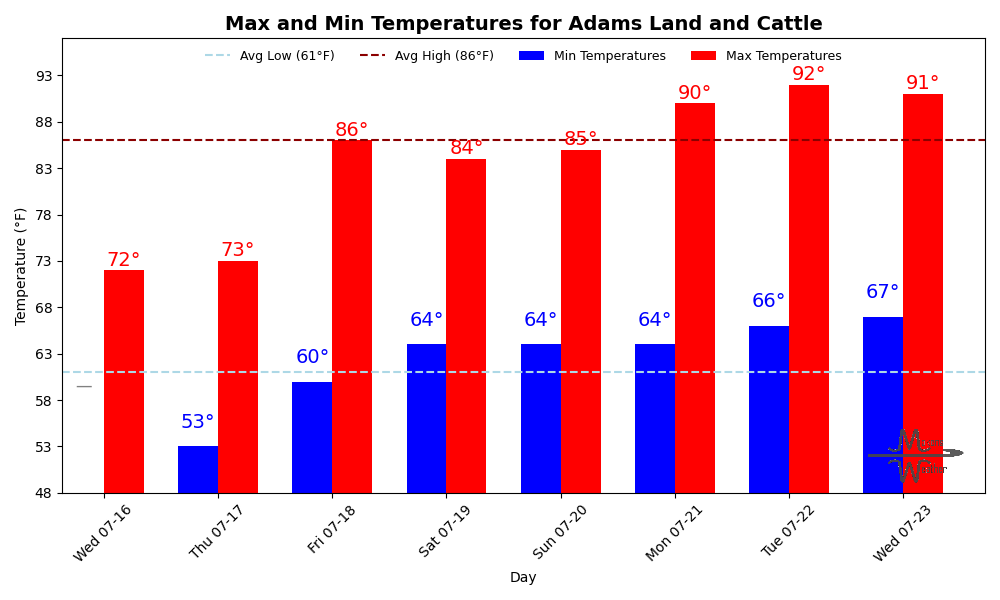 Max and Min Temperatures for Adams Land and Cattle
Avg Low (61°F) Avg High (86°F) Min Temperatures Max Temperatures
93
88
83
78
73
68
63
58
53
48
Temperature (°F)
72°
53° 73°
60° 86°
64° 84°
64° 85°
64° 90°
66° 92°
67° 91°
—
Wed 07-16
Thu 07-17
Fri 07-18
Sat 07-19
Sun 07-20
Mon 07-21
Tue 07-22
Wed 07-23
Day